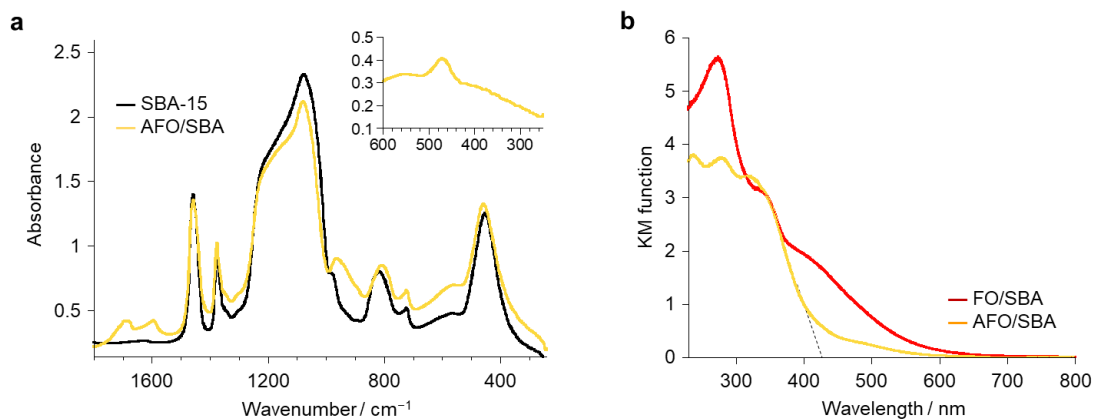 a
2.5
2
1.5
1
0.5
Absorbance
SBA-15
AFO/SBA
0.5
0.4
0.3
0.2
0.1
600 500 400 300
1600 1200 800 400
Wavenumber / cm⁻¹
b
6
5
4
3
2
1
0
KM function
FO/SBA
AFO/SBA
300 400 500 600 700 800
Wavelength / nm